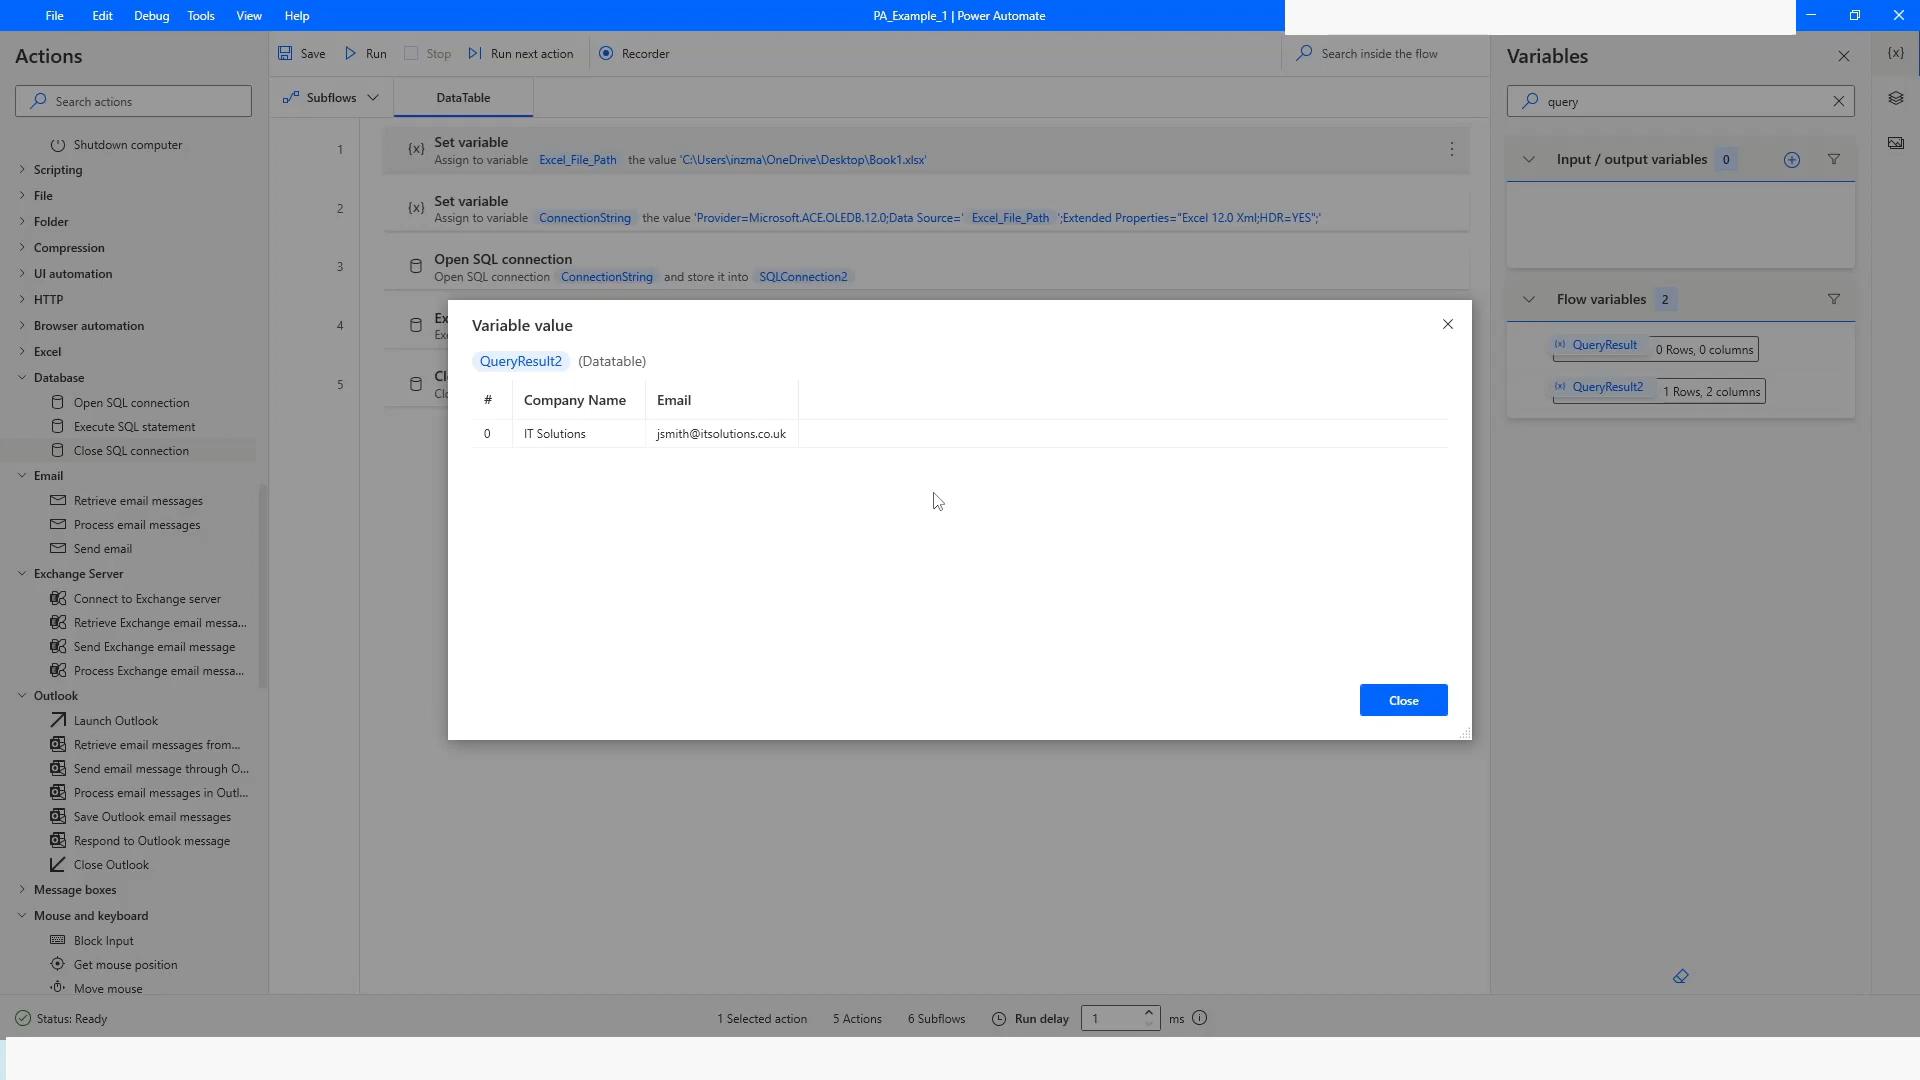 File Edit Debug Tools View Help
PA_Example_1 | Power Automate
Actions
Search actions
Shutdown computer
Scripting
File
Folder
Compression
UI automation
HTTP
Browser automation
Excel
Database
Open SQL connection
Execute SQL statement
Close SQL connection
Email
Retrieve email messages
Process email messages
Send email
Exchange Server
Connect to Exchange server
Retrieve Exchange email messa...
Send Exchange email message
Process Exchange email messa...
Outlook
Launch Outlook
Retrieve email messages from...
Send email message through O...
Process email messages in Outl...
Save Outlook email messages
Respond to Outlook message
Close Outlook
Message boxes
Mouse and keyboard
Block Input
Get mouse position
Move mouse
Save Run Stop Run next action Recorder
Search inside the flow
Subflows DataTable
1 {x} Set variable
Assign to variable Excel_File_Path the value 'C:\Users\inzma\OneDrive\Desktop\Book1.xlsx'
2 {x} Set variable
Assign to variable ConnectionString the value 'Provider=Microsoft.ACE.OLEDB.12.0;Data Source=' Excel_File_Path ';Extended Properties="Excel 12.0 Xml;HDR=YES";'
3 Open SQL connection
Open SQL connection ConnectionString and store it into SQLConnection2
4 Ex
Exe
5 Cl
Clo
Variable value
QueryResult2 (Datatable)
# Company Name Email
0 IT Solutions jsmith@itsolutions.co.uk
Close
Variables
{x}
query
Input / output variables 0
Flow variables 2
{x} QueryResult 0 Rows, 0 columns
{x} QueryResult2 1 Rows, 2 columns
Status: Ready
1 Selected action 5 Actions 6 Subflows Run delay 1 ms